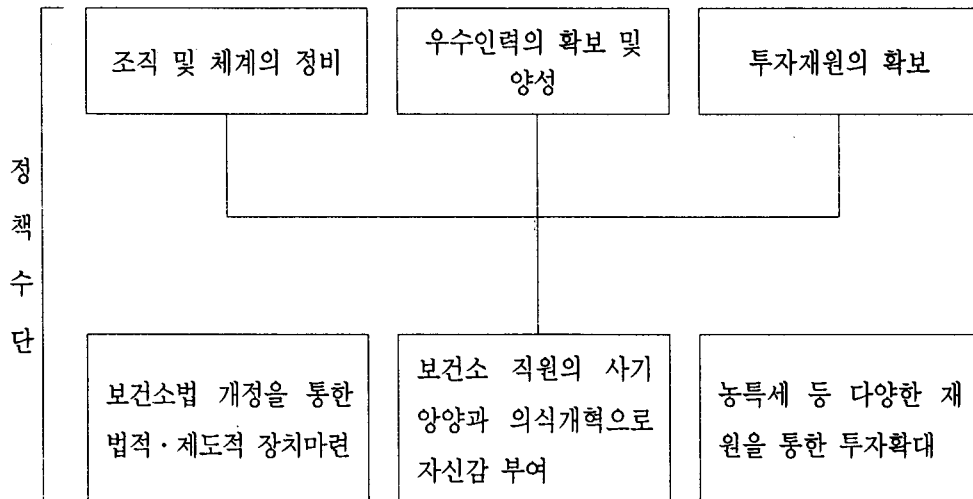 조직 및 체계의 정비
우수인력의 확보 및
양성
투자재원의 확보
정
책
수
단
보건소법 개정을 통한
법적·제도적 장치마련
보건소 직원의 사기
앙양과 의식개혁으로
자신감 부여
농특세 등 다양한 재
원을 통한 투자확대